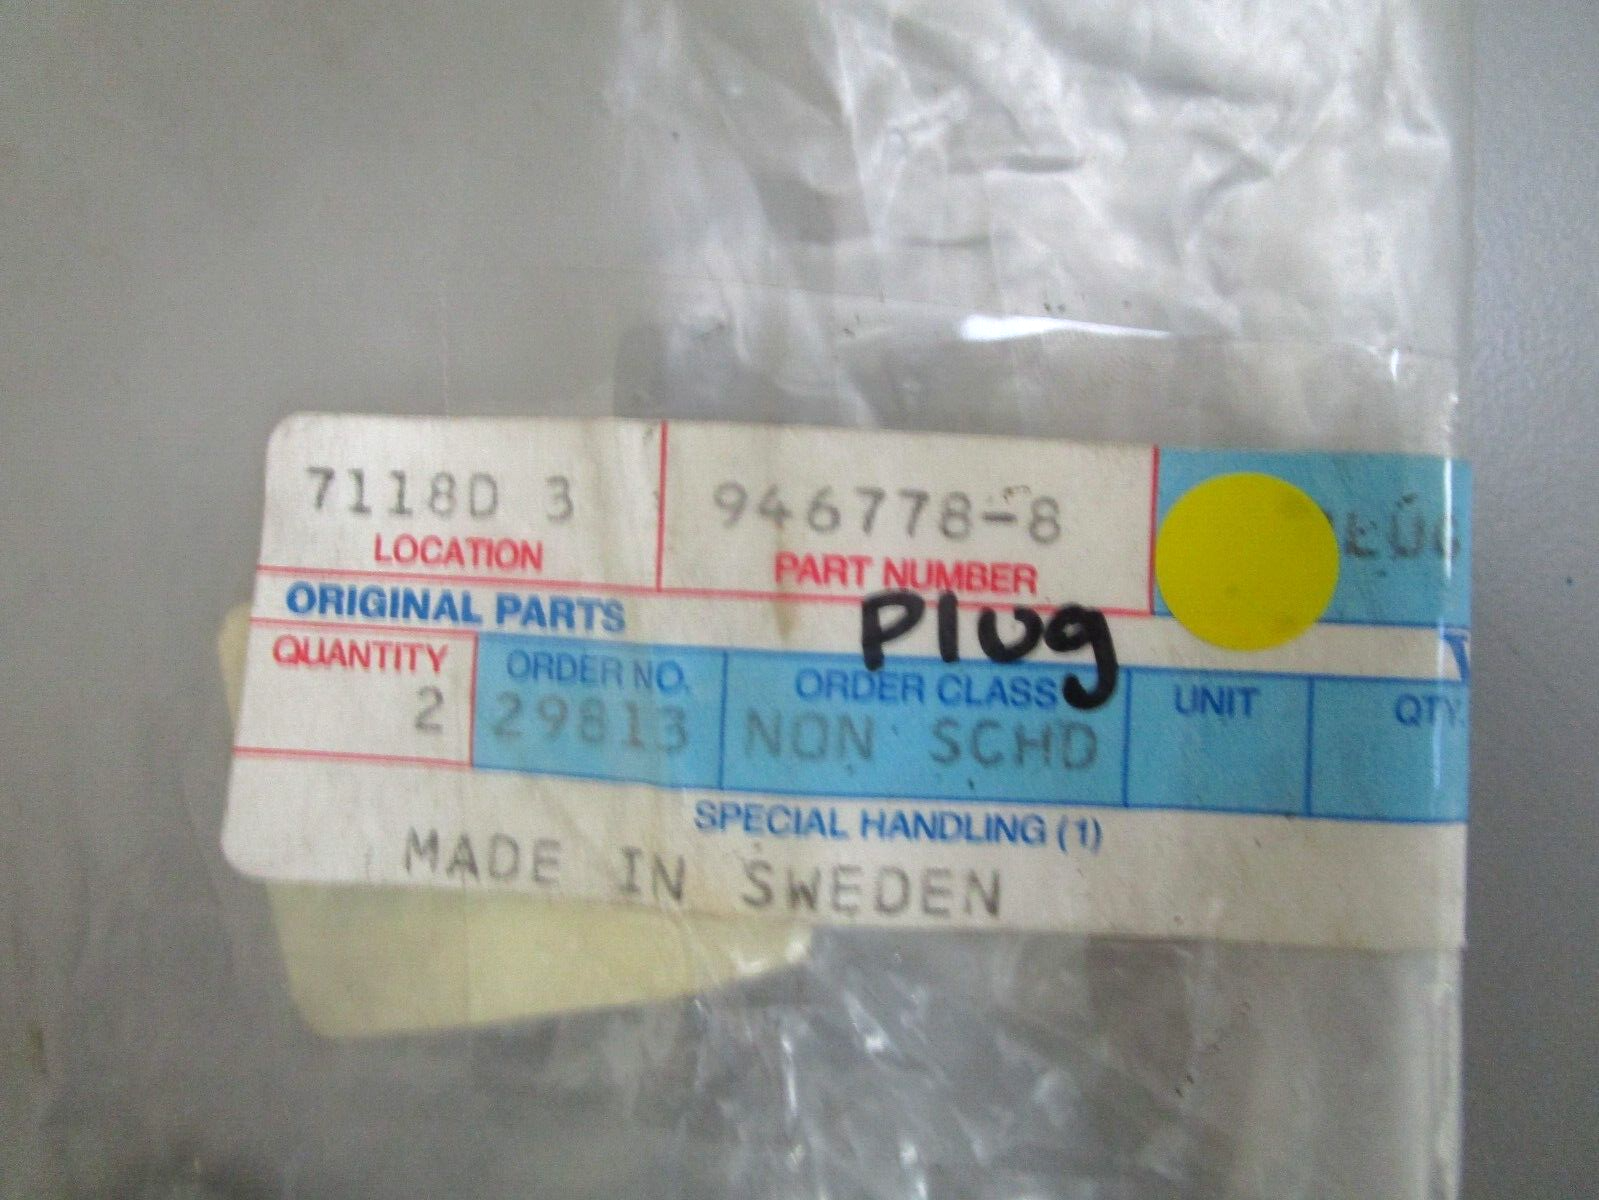 7118D 3 946778-8
LOCATION PART NUMBER
ORIGINAL PARTS Plug
QUANTITY ORDER NO. ORDER CLASS UNIT QTY.
2 29813 NON SCHD
SPECIAL HANDLING (1)
MADE IN SWEDEN